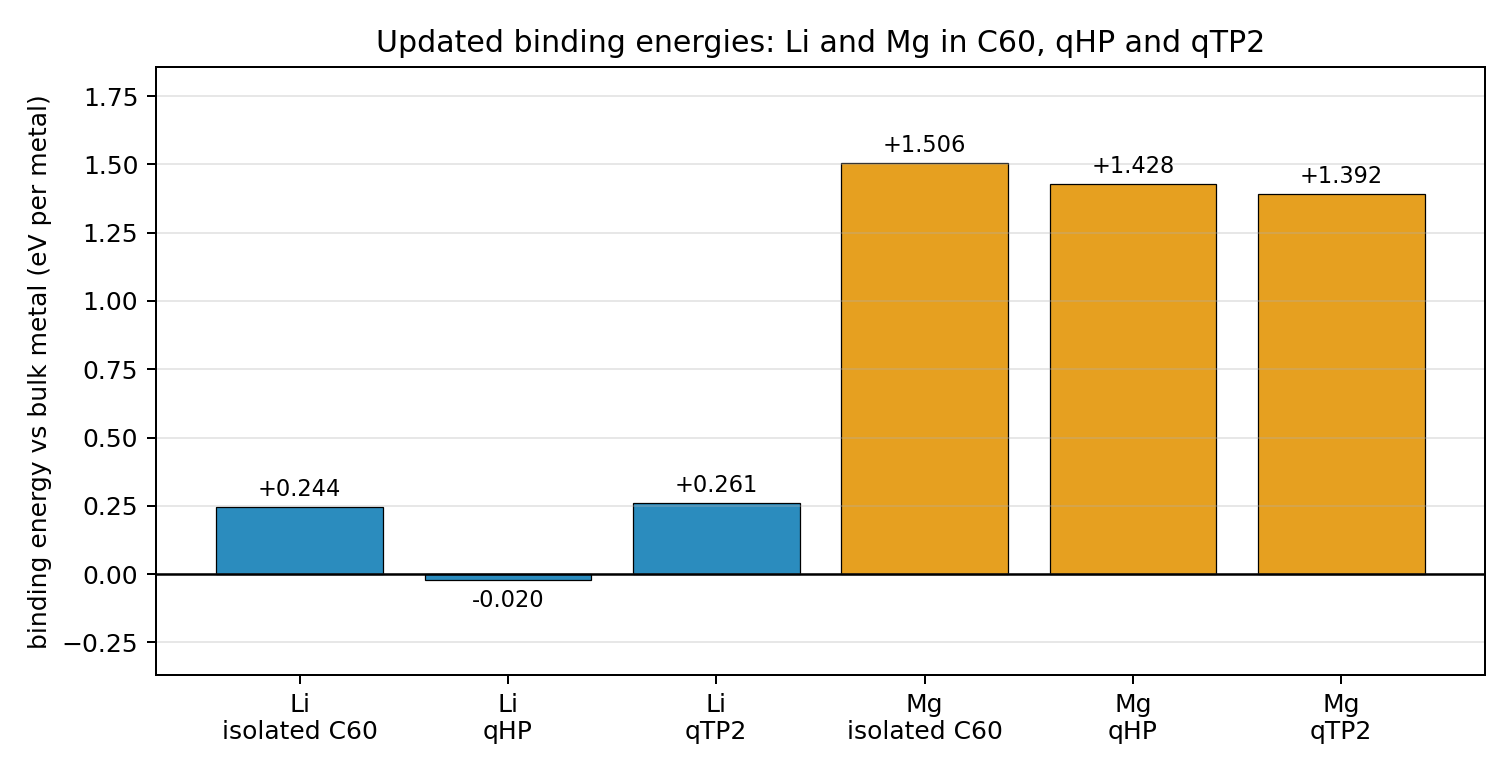 Updated binding energies: Li and Mg in C60, qHP and qTP2
binding energy vs bulk metal (eV per metal)
1.75
1.50
1.25
1.00
0.75
0.50
0.25
0.00
−0.25
+0.244
-0.020
+0.261
+1.506
+1.428
+1.392
Li
isolated C60
Li
qHP
Li
qTP2
Mg
isolated C60
Mg
qHP
Mg
qTP2